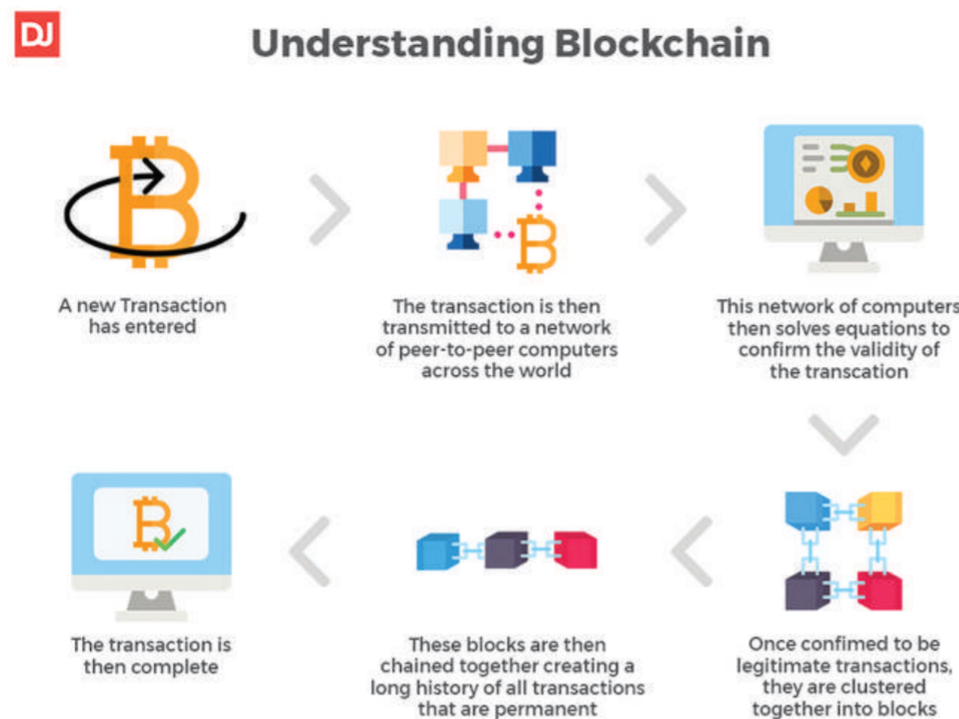 DJ
Understanding Blockchain
A new Transaction
has entered
The transaction is then
transmitted to a network
of peer-to-peer computers
across the world
This network of computers
then solves equations to
confirm the validity of
the transcation
Once confimed to be
legitimate transactions,
they are clustered
together into blocks
These blocks are then
chained together creating a
long history of all transactions
that are permanent
The transaction is
then complete